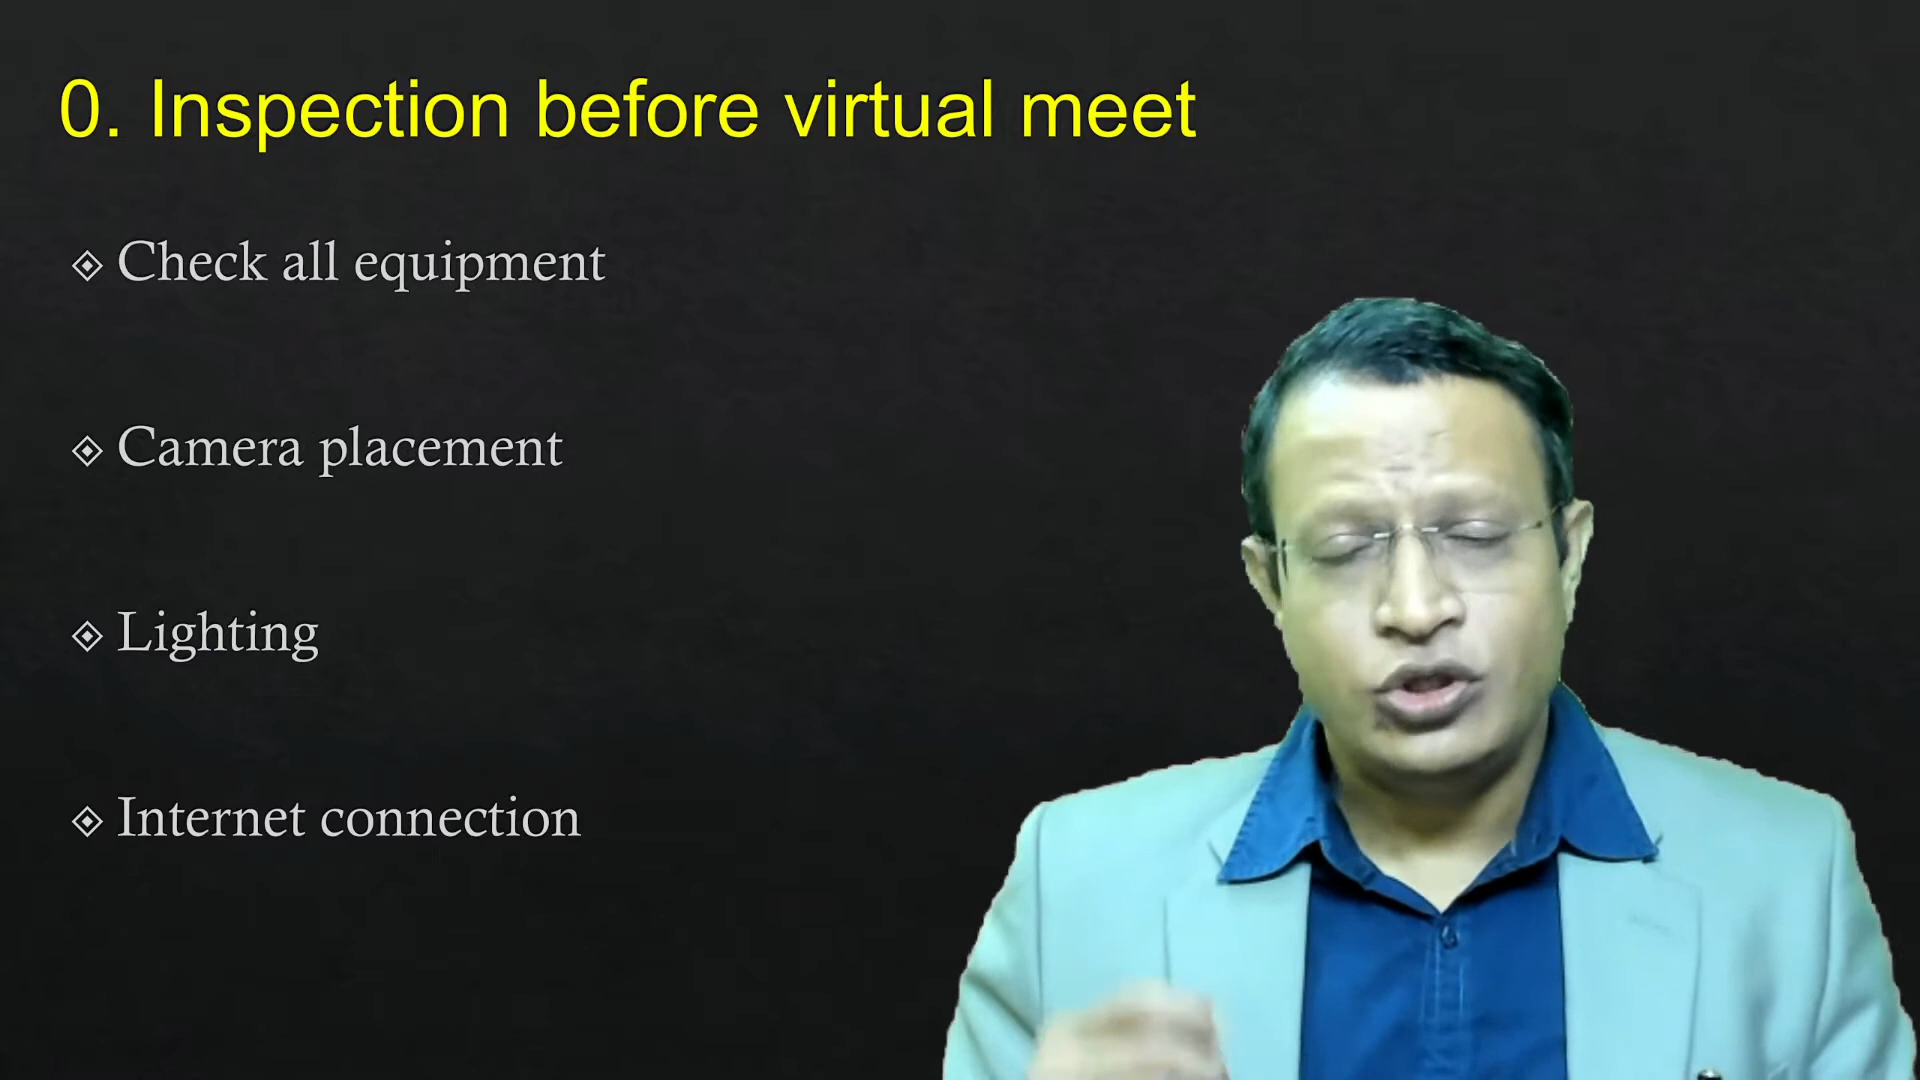 0. Inspection before virtual meet
Check all equipment
Camera placement
Lighting
Internet connection